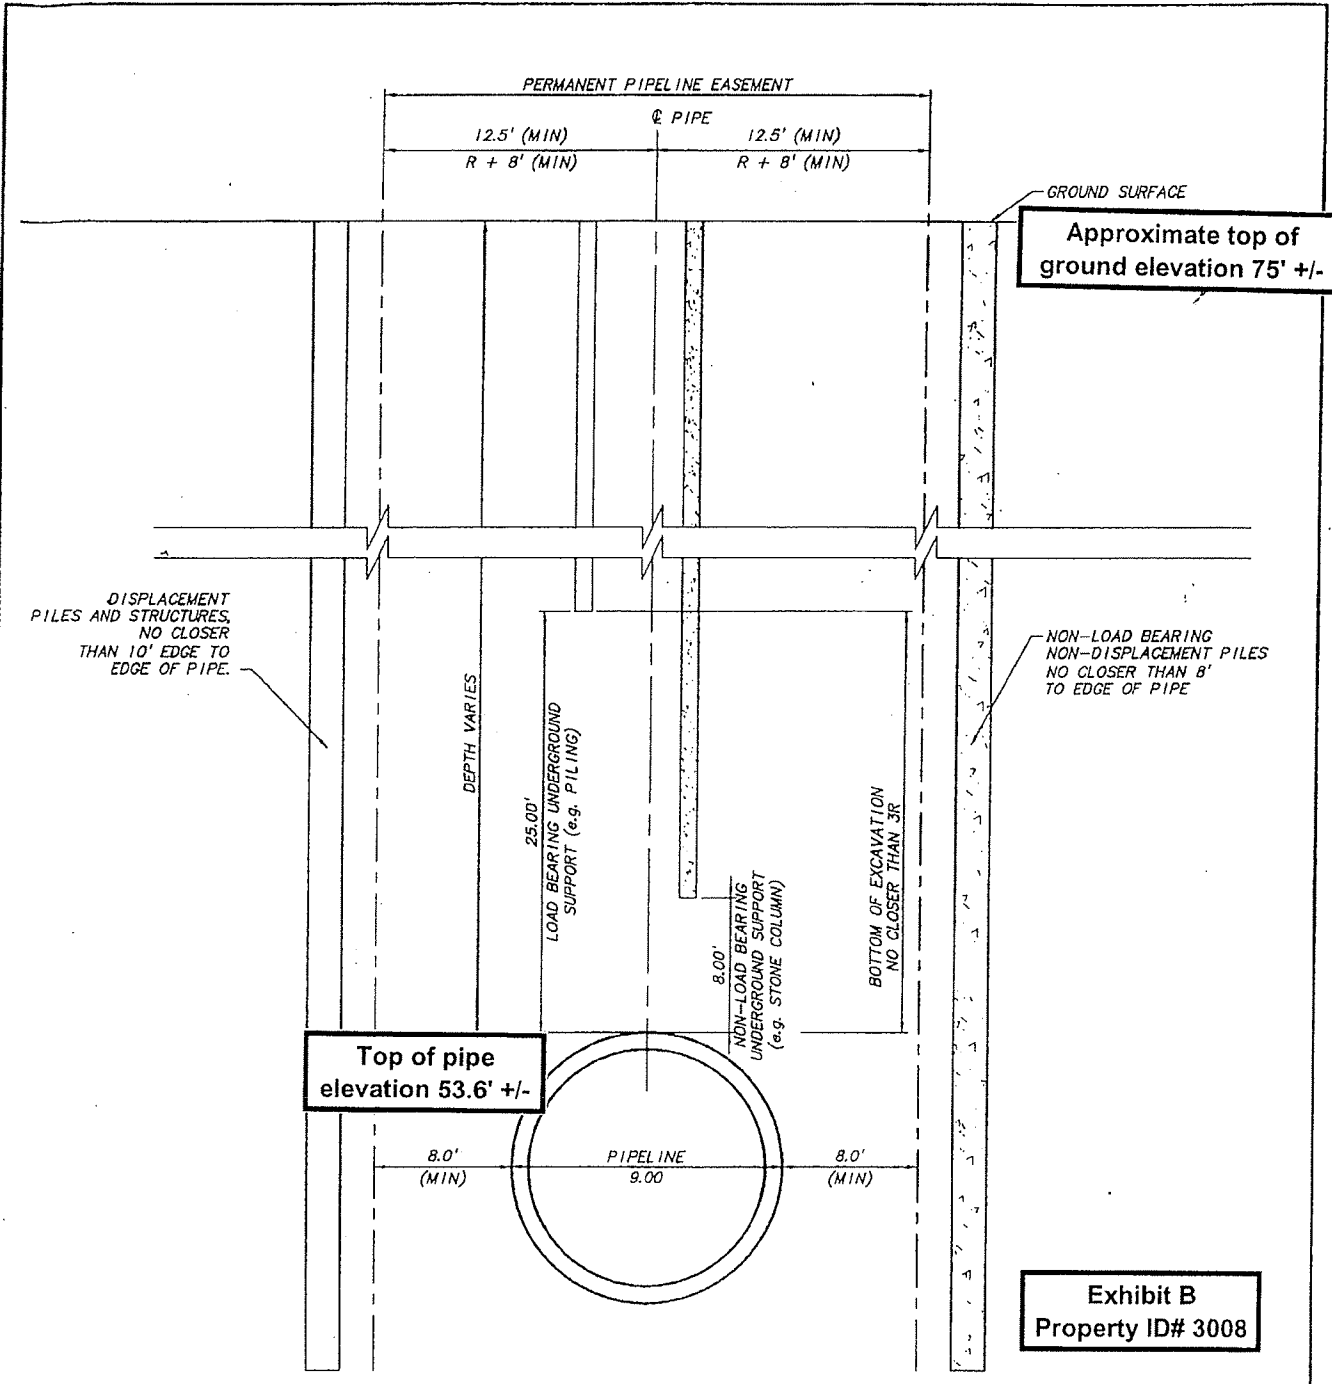 PERMANENT PIPELINE EASEMENT
℄ PIPE
12.5' (MIN)
R + 8' (MIN)
12.5' (MIN)
R + 8' (MIN)
GROUND SURFACE
Approximate top of
ground elevation 75' +/-
DISPLACEMENT
PILES AND STRUCTURES,
NO CLOSER
THAN 10' EDGE TO
EDGE OF PIPE.
NON-LOAD BEARING
NON-DISPLACEMENT PILES
NO CLOSER THAN 8'
TO EDGE OF PIPE
DEPTH VARIES
25.00'
LOAD BEARING UNDERGROUND
SUPPORT (e.g. PILING)
8.00'
NON-LOAD BEARING
UNDERGROUND SUPPORT
(e.g. STONE COLUMN)
BOTTOM OF EXCAVATION
NO CLOSER THAN 3R
Top of pipe
elevation 53.6' +/-
8.0'
(MIN)
PIPELINE
9.00
8.0'
(MIN)
Exhibit B
Property ID# 3008